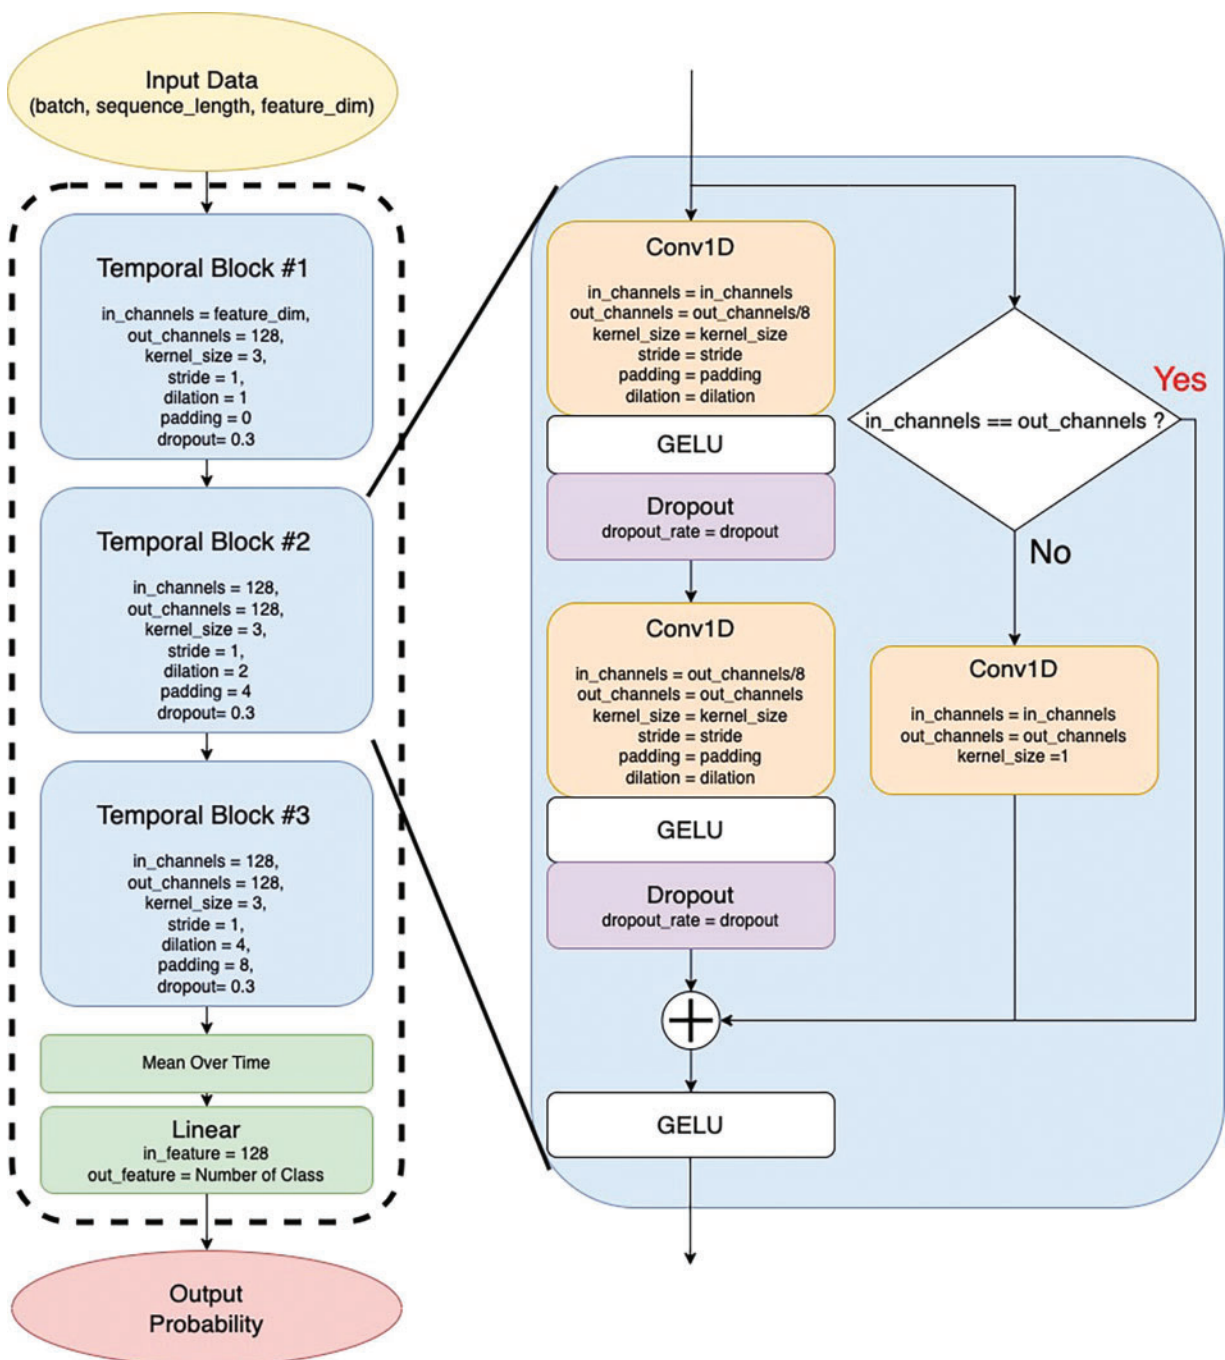 Input Data
(batch, sequence_length, feature_dim)
Temporal Block #1
in_channels = feature_dim,
out_channels = 128,
kernel_size = 3,
stride = 1,
dilation = 1
padding = 0
dropout= 0.3
Temporal Block #2
in_channels = 128,
out_channels = 128,
kernel_size = 3,
stride = 1,
dilation = 2
padding = 4
dropout= 0.3
Temporal Block #3
in_channels = 128,
out_channels = 128,
kernel_size = 3,
stride = 1,
dilation = 4,
padding = 8,
dropout= 0.3
Mean Over Time
Linear
in_feature = 128
out_feature = Number of Class
Output
Probability
Conv1D
in_channels = in_channels
out_channels = out_channels/8
kernel_size = kernel_size
stride = stride
padding = padding
dilation = dilation
GELU
Dropout
dropout_rate = dropout
Conv1D
in_channels = out_channels/8
out_channels = out_channels
kernel_size = kernel_size
stride = stride
padding = padding
dilation = dilation
GELU
Dropout
dropout_rate = dropout
GELU
in_channels == out_channels ?
Yes
No
Conv1D
in_channels = in_channels
out_channels = out_channels
kernel_size =1